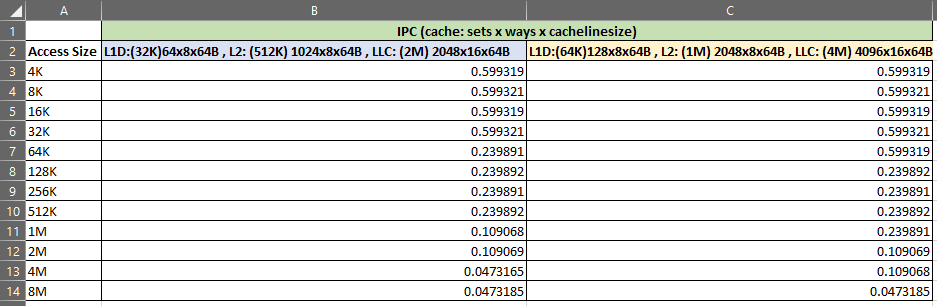 A B C
1 IPC (cache: sets x ways x cachelinesize)
2 Access Size L1D:(32K)64x8x64B , L2: (512K) 1024x8x64B , LLC: (2M) 2048x16x64B L1D:(64K)128x8x64B , L2: (1M) 2048x8x64B , LLC: (4M) 4096x16x64B
3 4K 0.599319 0.599319
4 8K 0.599321 0.599321
5 16K 0.599319 0.599319
6 32K 0.599321 0.599321
7 64K 0.239891 0.599319
8 128K 0.239892 0.239892
9 256K 0.239891 0.239891
10 512K 0.239892 0.239892
11 1M 0.109068 0.239891
12 2M 0.109069 0.109069
13 4M 0.0473165 0.109068
14 8M 0.0473185 0.0473185